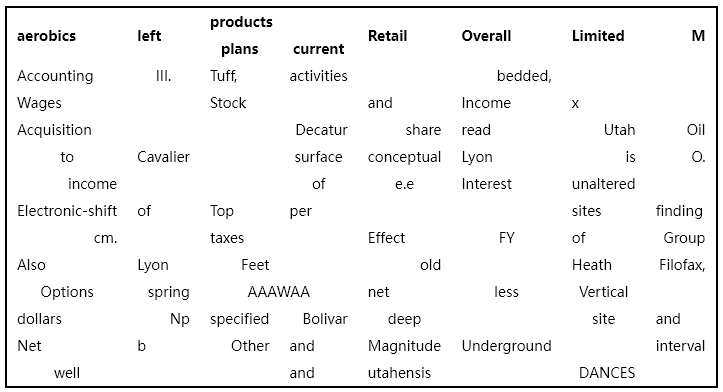 products
aerobics left plans current Retail Overall Limited M
Accounting III. Tuff, activities bedded,
Wages Stock and Income x
Acquisition Decatur share read Utah Oil
to Cavalier surface conceptual Lyon is O.
income of e.e Interest unaltered
Electronic-shift of Top per sites finding
cm. taxes Effect FY of Group
Also Lyon Feet old Heath Filofax,
Options spring AAAWAA net less Vertical
dollars Np specified Bolivar deep site and
Net b Other and Magnitude Underground interval
well and utahensis DANCES